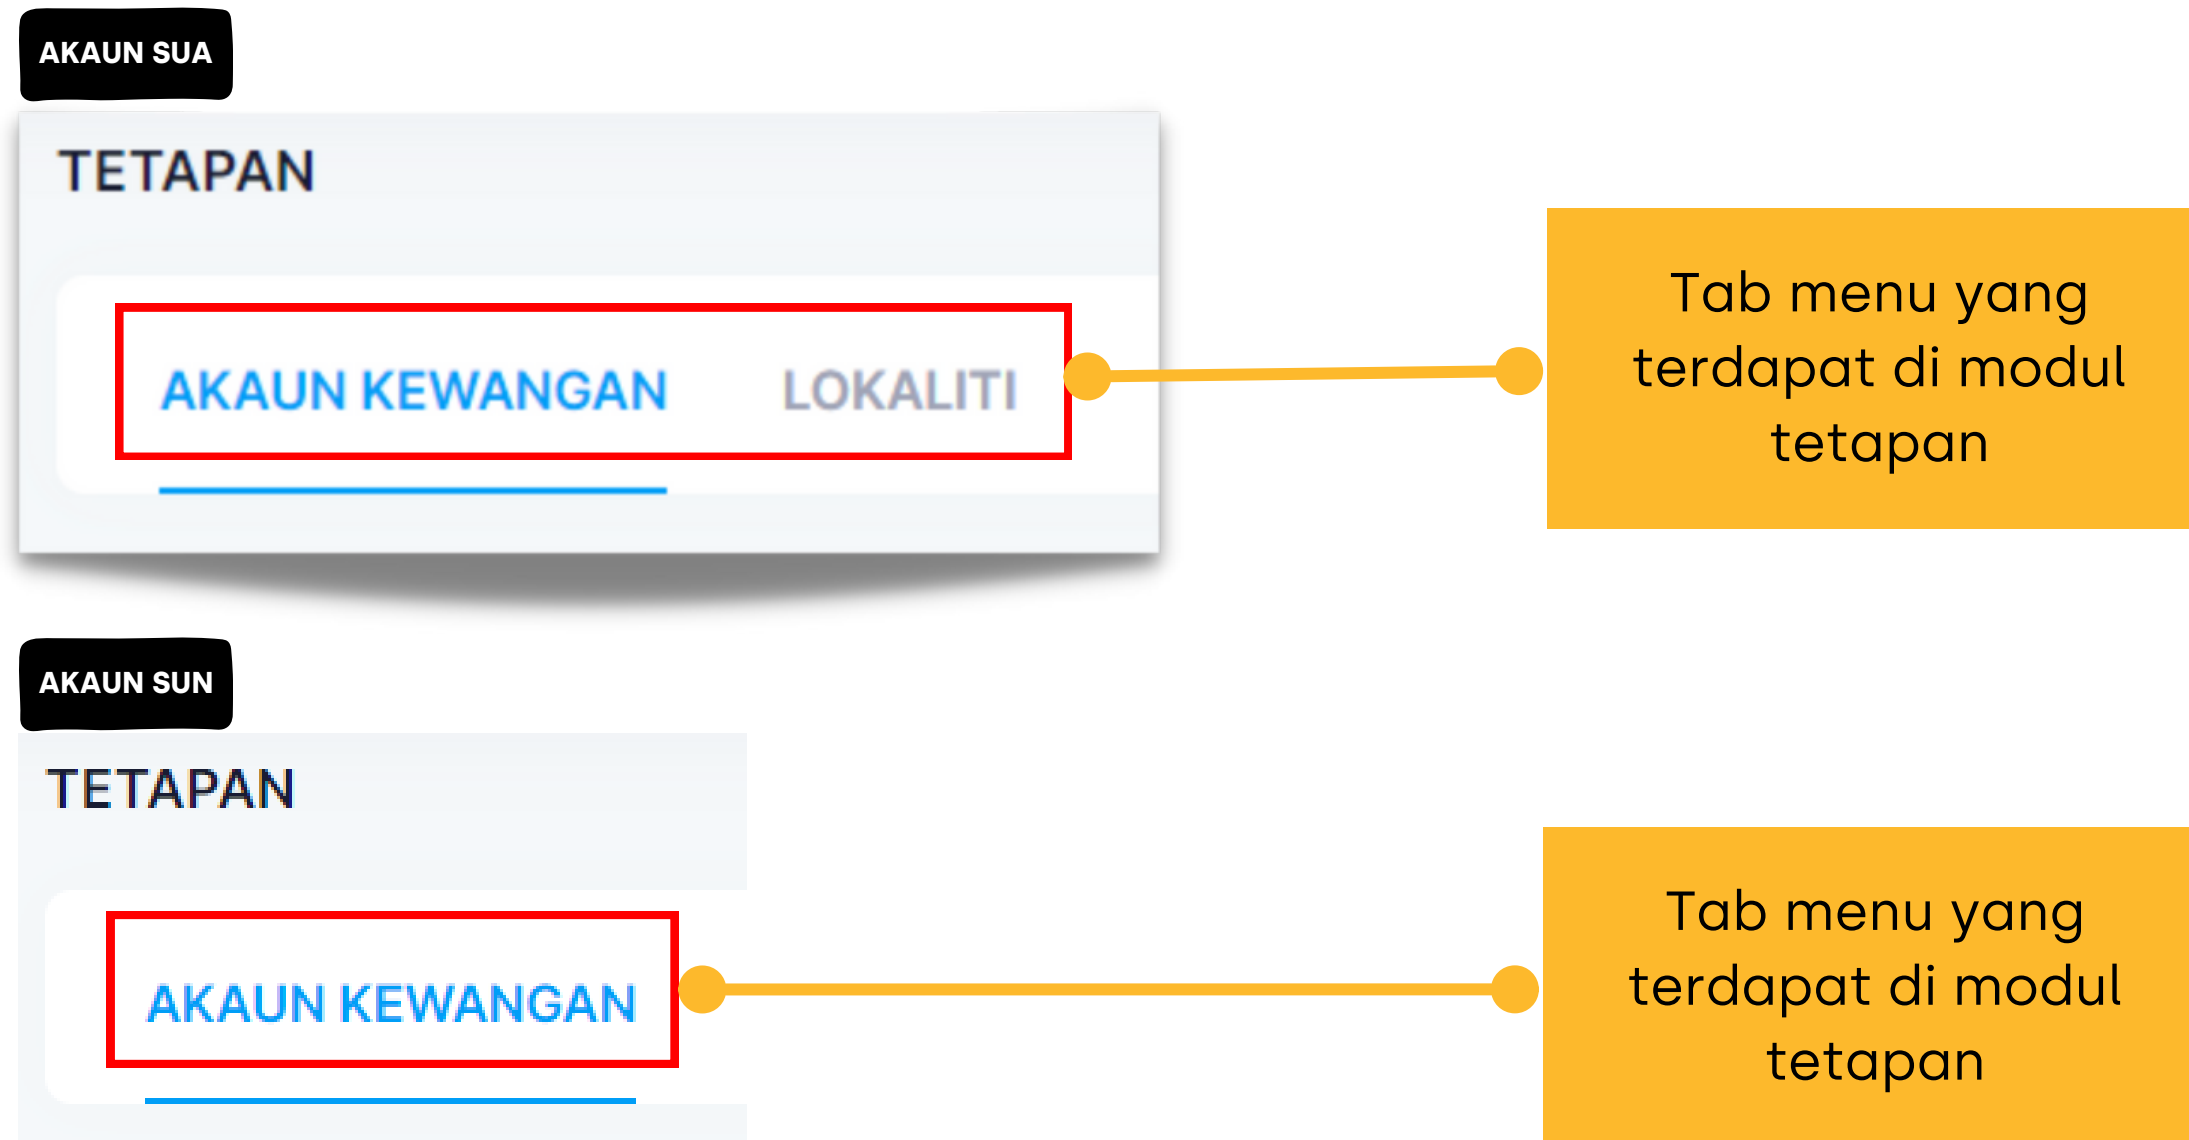 AKAUN SUA
TETAPAN
AKAUN KEWANGAN LOKALITI
Tab menu yang
terdapat di modul
tetapan
AKAUN SUN
TETAPAN
AKAUN KEWANGAN
Tab menu yang
terdapat di modul
tetapan